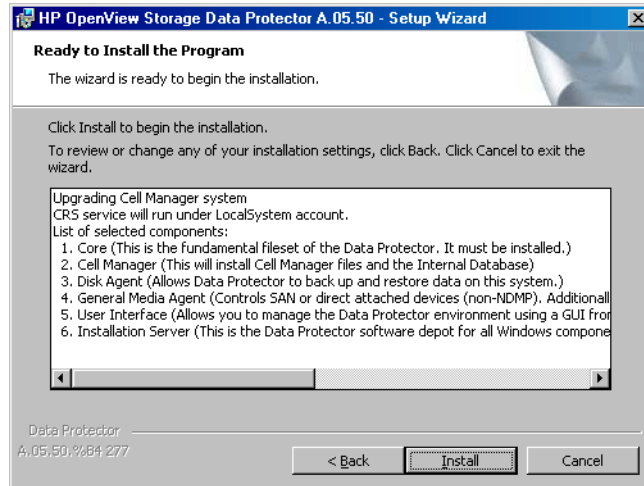 HP OpenView Storage Data Protector A.05.50 - Setup Wizard
Ready to Install the Program
The wizard is ready to begin the installation.
Click Install to begin the installation.
To review or change any of your installation settings, click Back. Click Cancel to exit the
wizard.
Upgrading Cell Manager system
CRS service will run under LocalSystem account.
List of selected components:
1. Core (This is the fundamental fileset of the Data Protector. It must be installed.)
2. Cell Manager (This will install Cell Manager files and the Internal Database)
3. Disk Agent (Allows Data Protector to back up and restore data on this system.)
4. General Media Agent (Controls SAN or direct attached devices (non-NDMP). Additionall
5. User Interface (Allows you to manage the Data Protector environment using a GUI fror
6. Installation Server (This is the Data Protector software depot for all Windows compone
Data Protector
A.05.50.%B4 277
< Back
Install
Cancel